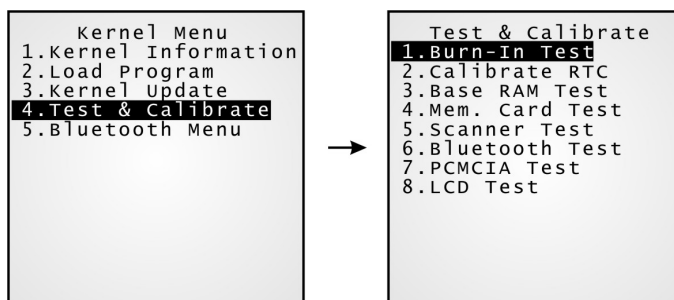 Kernel Menu
1.Kernel Information
2.Load Program
3.Kernel Update
4.Test & Calibrate
5.Bluetooth Menu
Test & Calibrate
1.Burn-In Test
2.Calibrate RTC
3.Base RAM Test
4.Mem. Card Test
5.Scanner Test
6.Bluetooth Test
7.PCMCIA Test
8.LCD Test